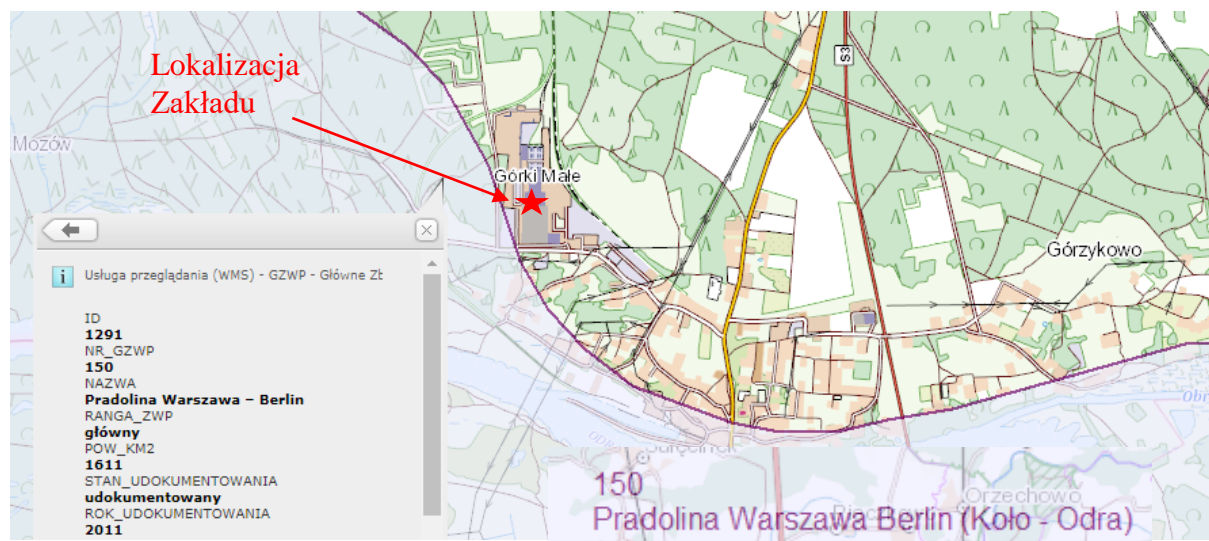 Lokalizacja
Zakładu
S3
Mozów
Górki Małe
Górzykowo
i Usługa przeglądania (WMS) - GZWP - Główne Zb
ID
1291
NR_GZWP
150
NAZWA
Pradolina Warszawa – Berlin
RANGA_ZWP
główny
POW_KM2
1611
STAN_UDOKUMENTOWANIA
udokumentowany
ROK_UDOKUMENTOWANIA
2011
Obr
150
Orzechowo
Pradolina Warszawa Berlin (Koło - Odra)